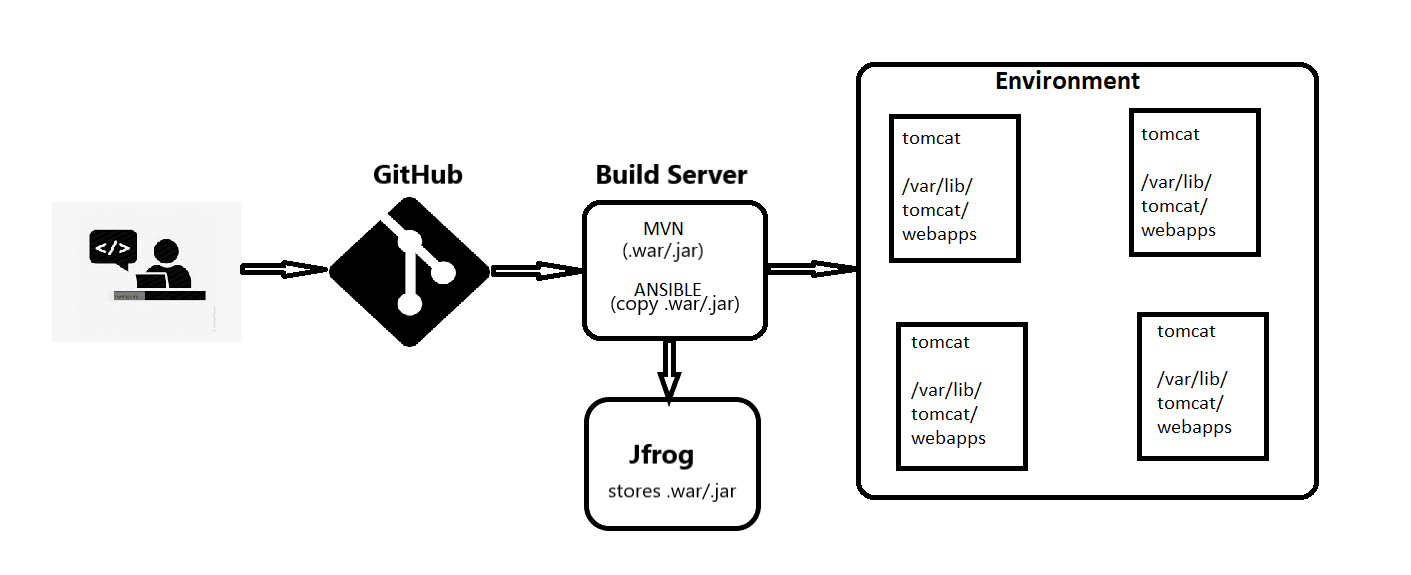 GitHub
</>
Build Server
MVN
(.war/.jar)
ANSIBLE
(copy .war/.jar)
Jfrog
stores .war/.jar
Environment
tomcat
/var/lib/
tomcat/
webapps
tomcat
/var/lib/
tomcat/
webapps
tomcat
/var/lib/
tomcat/
webapps
tomcat
/var/lib/
tomcat/
webapps